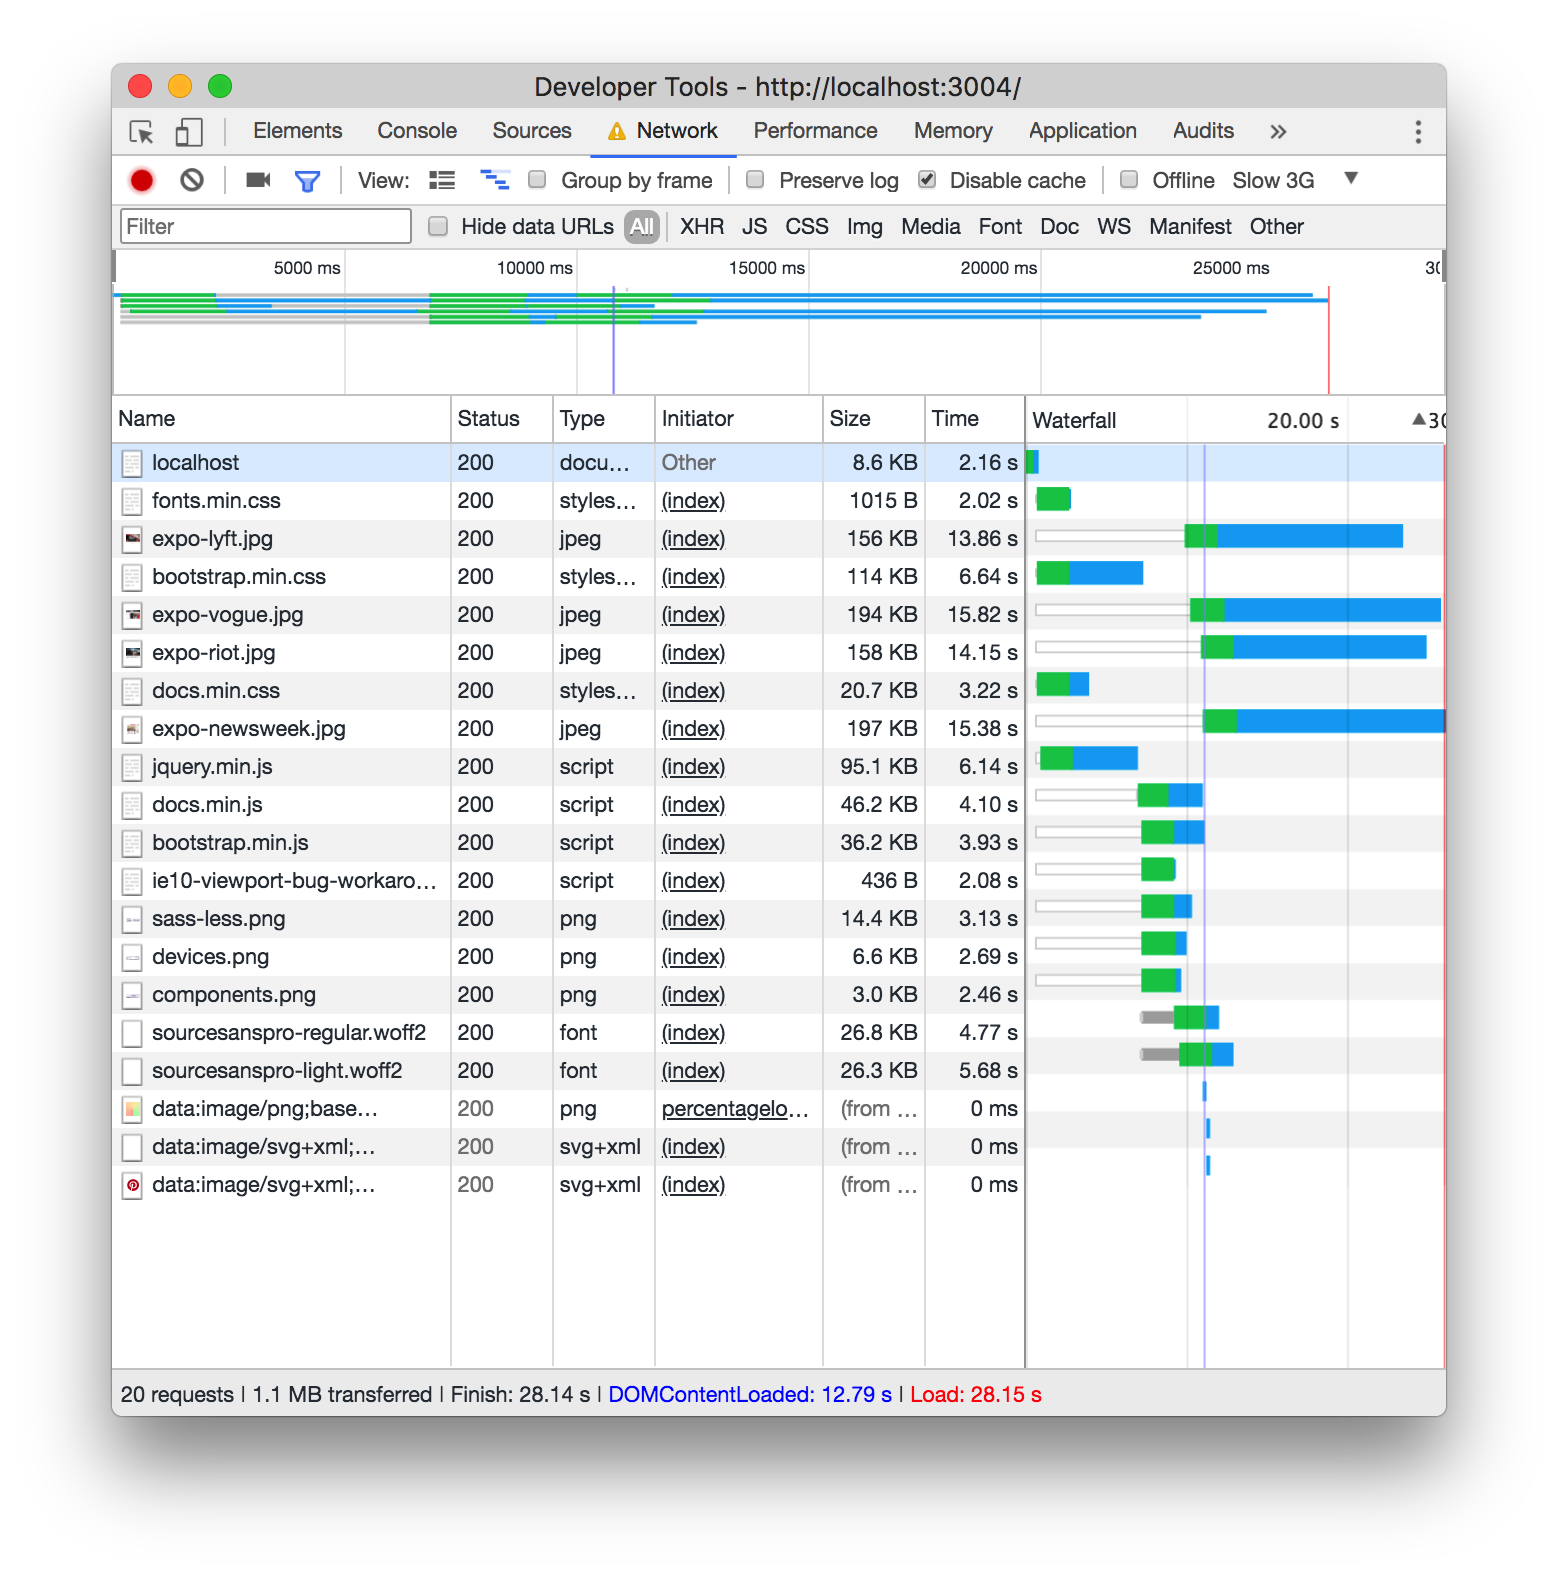 Developer Tools - http://localhost:3004/
Elements Console Sources Network Performance Memory Application Audits »
View: Group by frame Preserve log Disable cache Offline Slow 3G ▼
Filter Hide data URLs All XHR JS CSS Img Media Font Doc WS Manifest Other
5000 ms 10000 ms 15000 ms 20000 ms 25000 ms 30
Name Status Type Initiator Size Time Waterfall 20.00 s ▲30
localhost 200 docu… Other 8.6 KB 2.16 s
fonts.min.css 200 styles… (index) 1015 B 2.02 s
expo-lyft.jpg 200 jpeg (index) 156 KB 13.86 s
bootstrap.min.css 200 styles… (index) 114 KB 6.64 s
expo-vogue.jpg 200 jpeg (index) 194 KB 15.82 s
expo-riot.jpg 200 jpeg (index) 158 KB 14.15 s
docs.min.css 200 styles… (index) 20.7 KB 3.22 s
expo-newsweek.jpg 200 jpeg (index) 197 KB 15.38 s
jquery.min.js 200 script (index) 95.1 KB 6.14 s
docs.min.js 200 script (index) 46.2 KB 4.10 s
bootstrap.min.js 200 script (index) 36.2 KB 3.93 s
ie10-viewport-bug-workaro… 200 script (index) 436 B 2.08 s
sass-less.png 200 png (index) 14.4 KB 3.13 s
devices.png 200 png (index) 6.6 KB 2.69 s
components.png 200 png (index) 3.0 KB 2.46 s
sourcesanspro-regular.woff2 200 font (index) 26.8 KB 4.77 s
sourcesanspro-light.woff2 200 font (index) 26.3 KB 5.68 s
data:image/png;base… 200 png percentagelo… (from … 0 ms
data:image/svg+xml;… 200 svg+xml (index) (from … 0 ms
data:image/svg+xml;… 200 svg+xml (index) (from … 0 ms
20 requests | 1.1 MB transferred | Finish: 28.14 s | DOMContentLoaded: 12.79 s | Load: 28.15 s